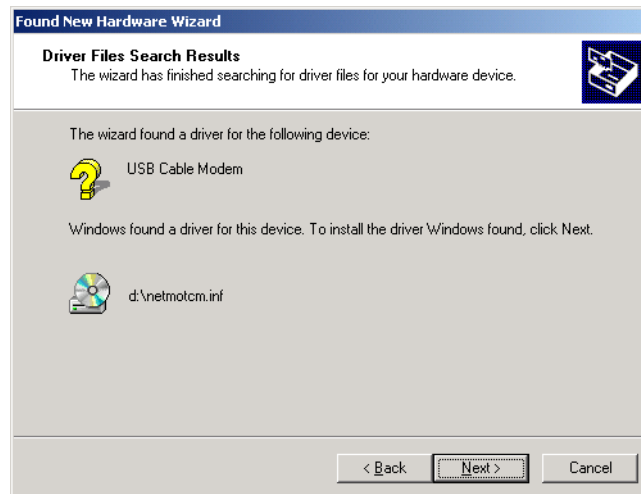 Found New Hardware Wizard
Driver Files Search Results
The wizard has finished searching for driver files for your hardware device.
The wizard found a driver for the following device:
USB Cable Modem
Windows found a driver for this device. To install the driver Windows found, click Next.
d:\netmotcm.inf
< Back Next > Cancel